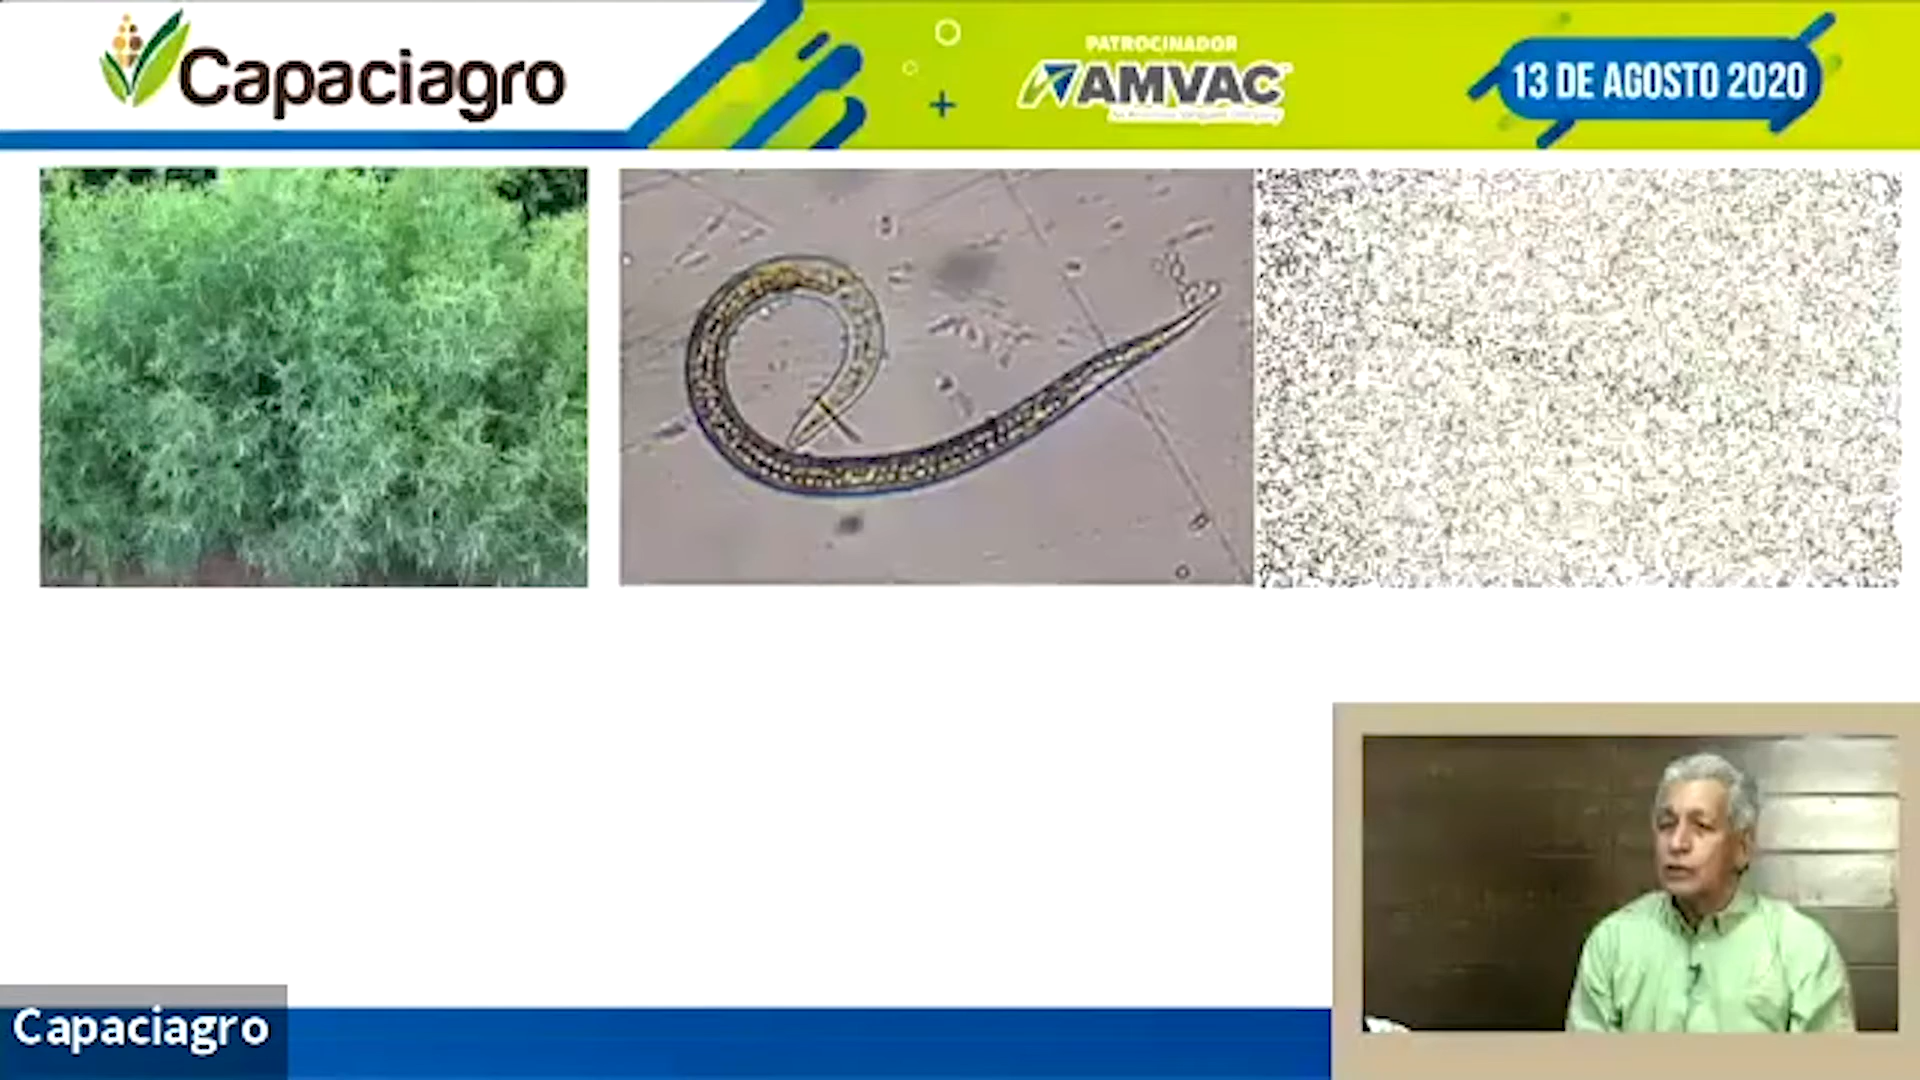 Capaciagro
PATROCINADOR
AMVAC
13 DE AGOSTO 2020
Capaciagro